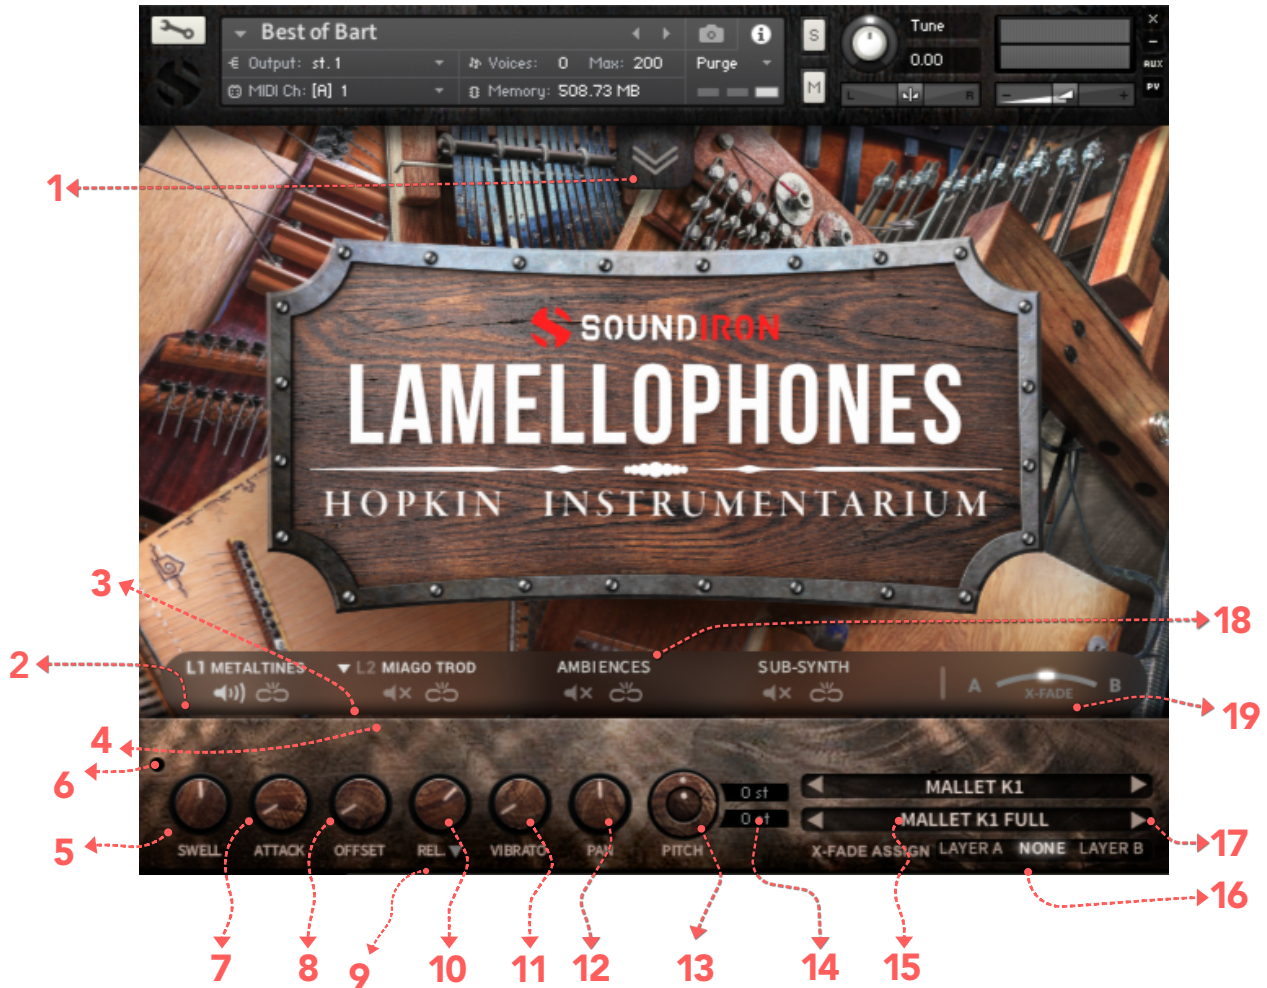 Best of Bart
Output: st. 1
Voices: 0 Max: 200
Purge
MIDI Ch: [A] 1
Memory: 508.73 MB
S
M
Tune
0.00
L R
- +
×
-
AUX
PV
1
SOUNDIRON
LAMELLOPHONES
HOPKIN INSTRUMENTARIUM
3
18
2
L1 METALTINES
L2 MIAGO TROD
AMBIENCES
SUB-SYNTH
A X-FADE B
19
4
6
5
0 st
0 st
MALLET K1
MALLET K1 FULL
SWELL ATTACK OFFSET REL. VIBRATO PAN PITCH
X-FADE ASSIGN LAYER A NONE LAYER B
17
16
7 8 9 10 11 12 13 14 15